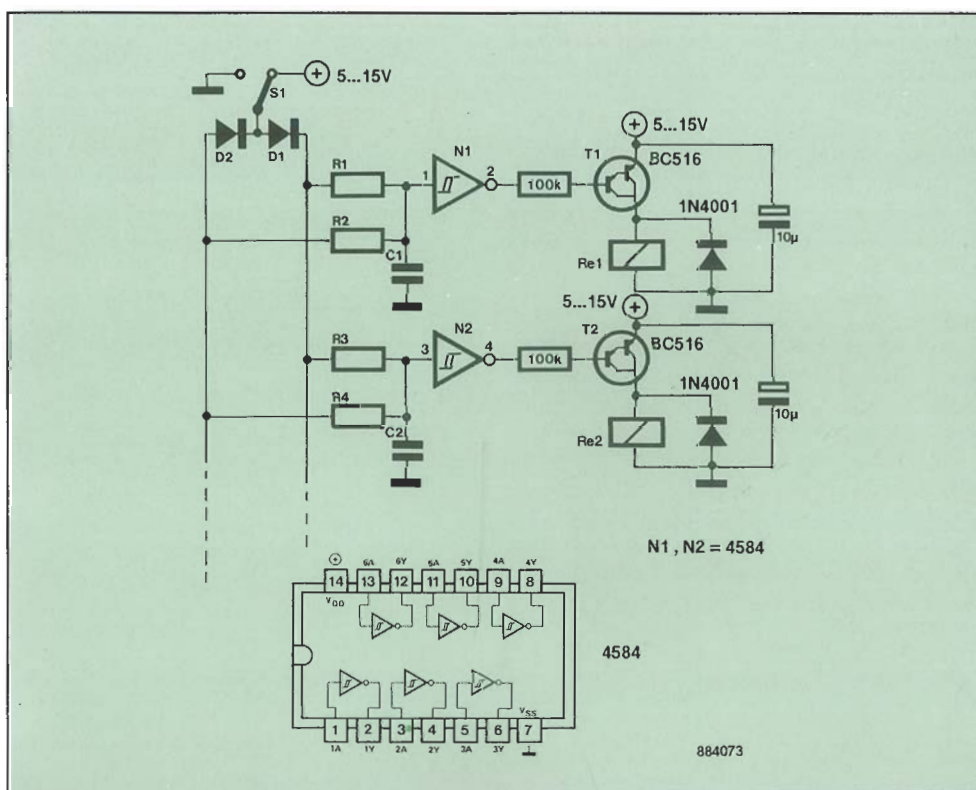 5...15V
S1
D2
D1
5...15V
R1
N1
T1
BC516
1
2
100k
1N4001
R2
C1
Re1
10µ
5...15V
R3
N2
T2
BC516
3
4
100k
1N4001
R4
C2
Re2
10µ
N1 , N2 = 4584
6A 6Y 5A 5Y 4A 4Y
14 13 12 11 10 9 8
VDD
4584
VSS
1 2 3 4 5 6 7
1A 1Y 2A 2Y 3A 3Y
884073